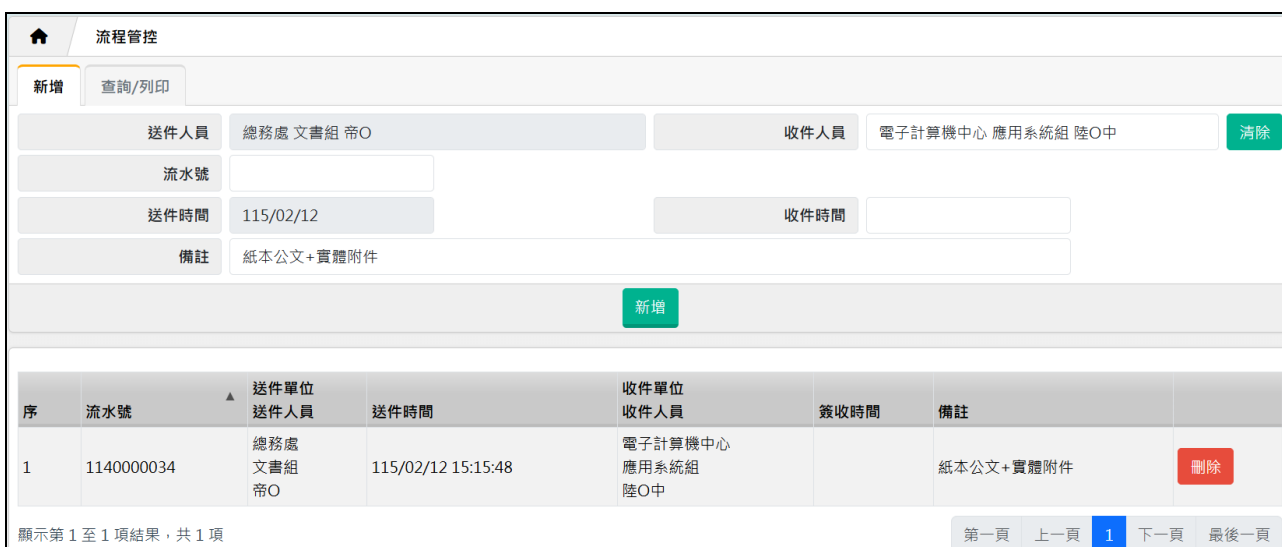 流程管控
新增 查詢/列印
送件人員 總務處 文書組 帝O 收件人員 電子計算機中心 應用系統組 陸O中 清除
流水號
送件時間 115/02/12 收件時間
備註 紙本公文+實體附件
新增
送件單位 收件單位
序 流水號 送件人員 送件時間 收件人員 簽收時間 備註
總務處 電子計算機中心
1 1140000034 文書組 115/02/12 15:15:48 應用系統組 紙本公文+實體附件 刪除
帝O 陸O中
顯示第 1 至 1 項結果，共 1 項 第一頁 上一頁 1 下一頁 最後一頁